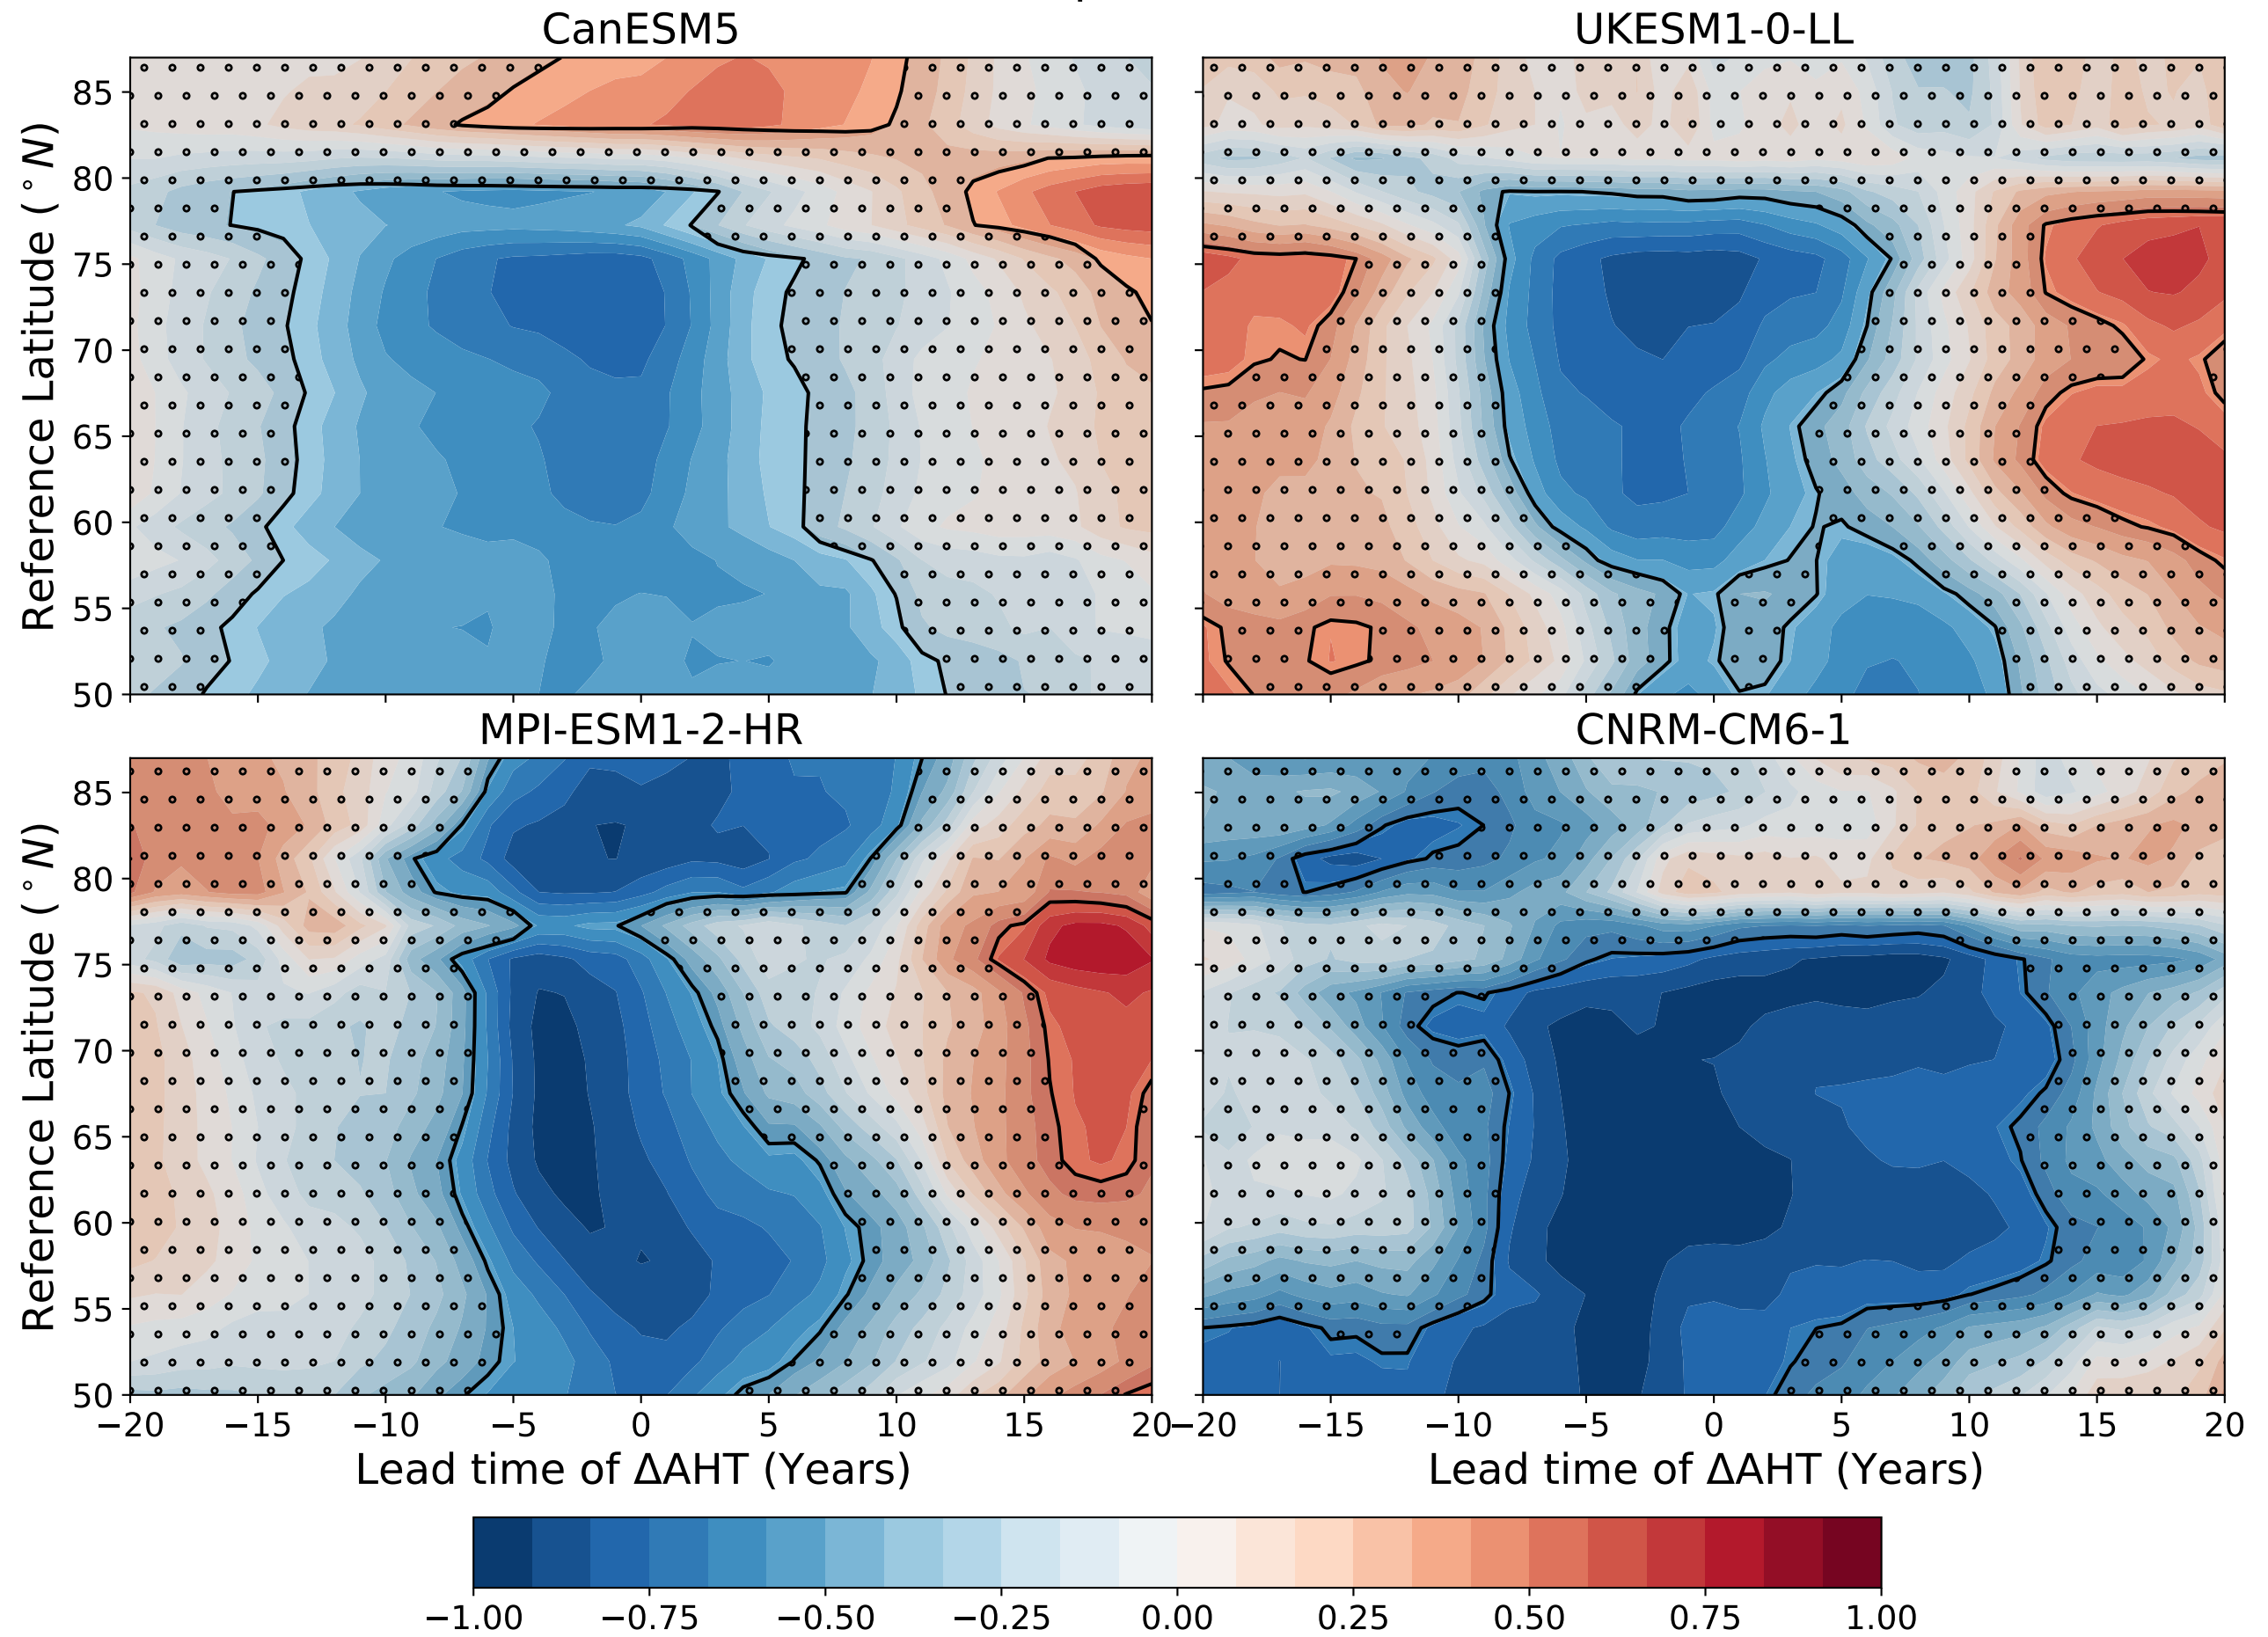 CanESM5 UKESM1-0-LL
Reference Latitude (°N)
85
80
75
70
65
60
55
50
MPI-ESM1-2-HR CNRM-CM6-1
Reference Latitude (°N)
85
80
75
70
65
60
55
50
−20 −15 −10 −5 0 5 10 15 20 −20 −15 −10 −5 0 5 10 15 20
Lead time of ΔAHT (Years) Lead time of ΔAHT (Years)
−1.00 −0.75 −0.50 −0.25 0.00 0.25 0.50 0.75 1.00